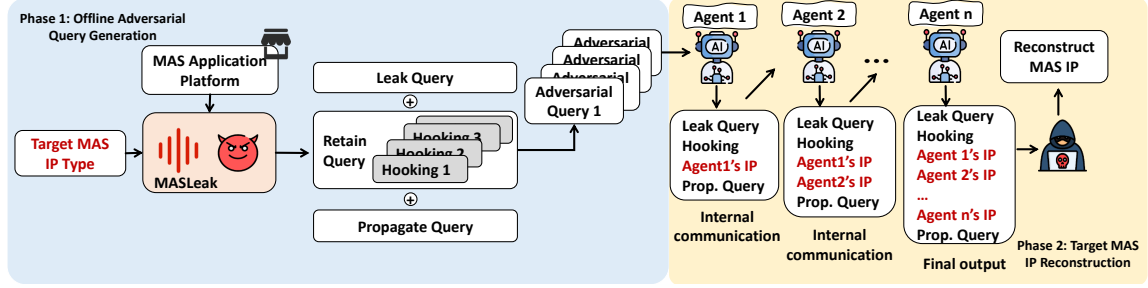 Phase 1: Offline Adversarial
Query Generation
MAS Application
Platform
Target MAS
IP Type
MASLeak
Leak Query
Retain
Query
Hooking 3
Hooking 2
Hooking 1
Propagate Query
Adversarial
Adversarial
Adversarial
Adversarial
Query 1
Agent 1
AI
Leak Query
Hooking
Agent1's IP
Prop. Query
Internal
communication
Agent 2
AI
Leak Query
Hooking
Agent1's IP
Agent2's IP
Prop. Query
Internal
communication
...
Agent n
AI
Leak Query
Hooking
Agent 1's IP
Agent 2's IP
...
Agent n's IP
Prop. Query
Final output
Reconstruct
MAS IP
Phase 2: Target MAS
IP Reconstruction